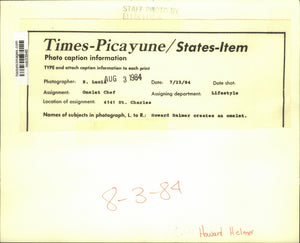 STAFF PHOTO BY
Times-Picayune/States-Item
Photo caption information
TYPE and attach caption information to each print
AUG 3 1984
Photographer: Date: 7/25/84 Date shot:
Assignment: Omelet Chef Assigning department: Lifestyle
Location of assignment: 4141 St. Charles
Names of subjects in photograph, L to R.: Howard Helmer creates an omelet.
8-3-84
Howard Helmer